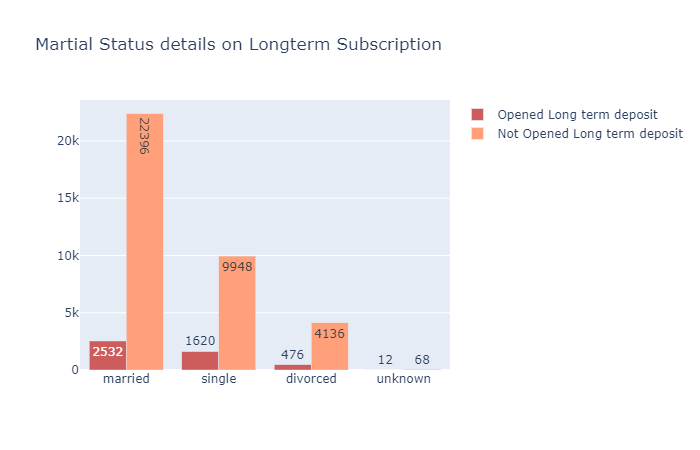 Martial Status details on Longterm Subscription
Opened Long term deposit
Not Opened Long term deposit
20k
15k
10k
5k
0
2532
22396
1620
9948
476
4136
12
68
married
single
divorced
unknown